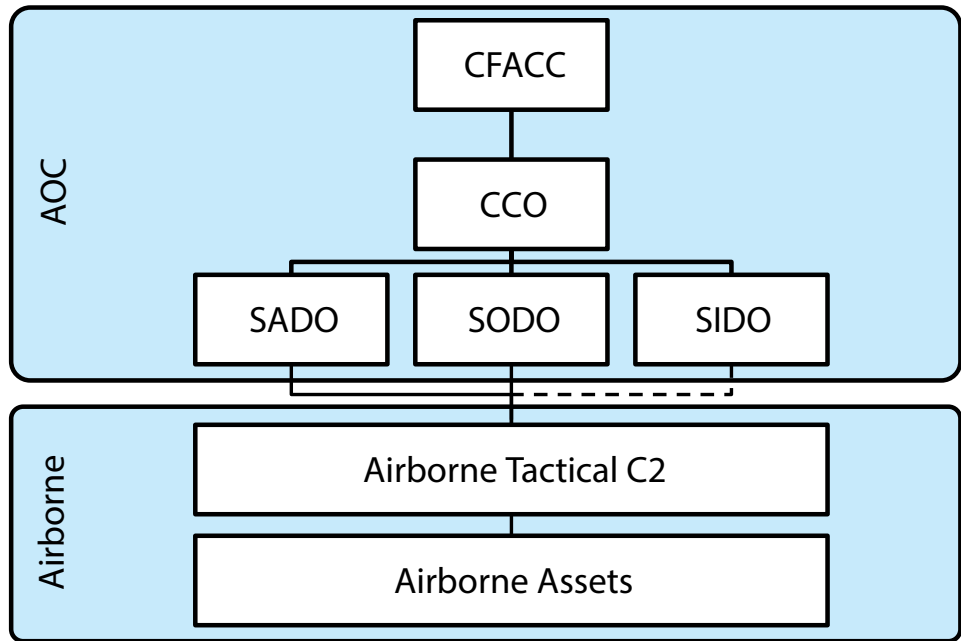 AOC
CFACC
CCO
SADO
SODO
SIDO
Airborne
Airborne Tactical C2
Airborne Assets